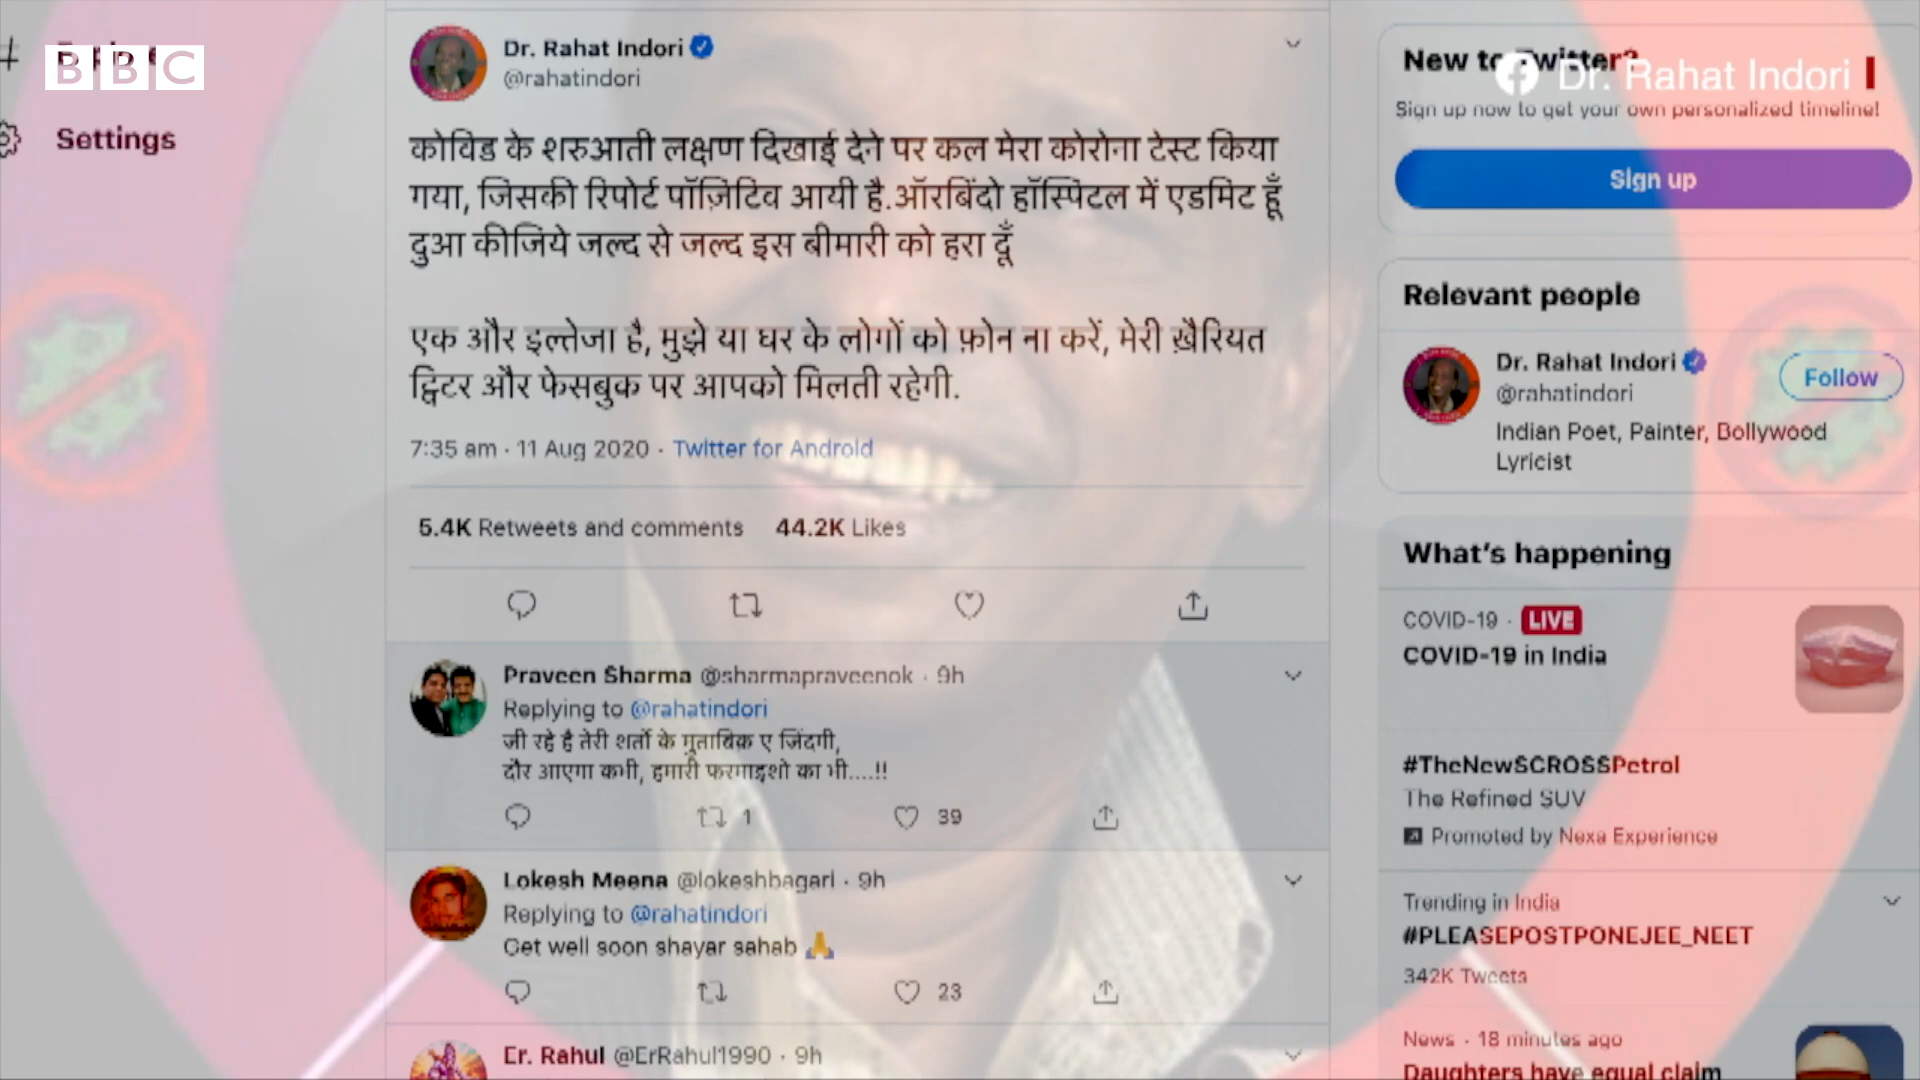 BBC
Settings
Dr. Rahat Indori
@rahatindori
कोविड के शरुआती लक्षण दिखाई देने पर कल मेरा कोरोना टेस्ट किया
गया, जिसकी रिपोर्ट पॉज़िटिव आयी है.ऑरबिंदो हॉस्पिटल में एडमिट हूँ
दुआ कीजिये जल्द से जल्द इस बीमारी को हरा दूँ
एक और इल्तेजा है, मुझे या घर के लोगों को फ़ोन ना करें, मेरी ख़ैरियत
ट्विटर और फेसबुक पर आपको मिलती रहेगी.
7:35 am · 11 Aug 2020 · Twitter for Android
5.4K Retweets and comments 44.2K Likes
Praveen Sharma @sharmapraveenok · 9h
Replying to @rahatindori
जी रहे है तेरी शर्तो के मुताबिक़ ए जिंदगी,
दौर आएगा कभी, हमारी फरमाइशो का भी....!!
1 39
Lokesh Meena @lokeshbagari · 9h
Replying to @rahatindori
Get well soon shayar sahab 🙏
23
Er. Rahul @ErRahul1990 · 9h
New to Twitter?
Dr. Rahat Indori
Sign up now to get your own personalized timeline!
Sign up
Relevant people
Dr. Rahat Indori
@rahatindori
Follow
Indian Poet, Painter, Bollywood
Lyricist
What's happening
COVID-19 · LIVE
COVID-19 in India
#TheNewSCROSSPetrol
The Refined SUV
Promoted by Nexa Experience
Trending in India
#PLEASEPOSTPONEJEE_NEET
342K Tweets
News · 18 minutes ago
Daughters have equal claim